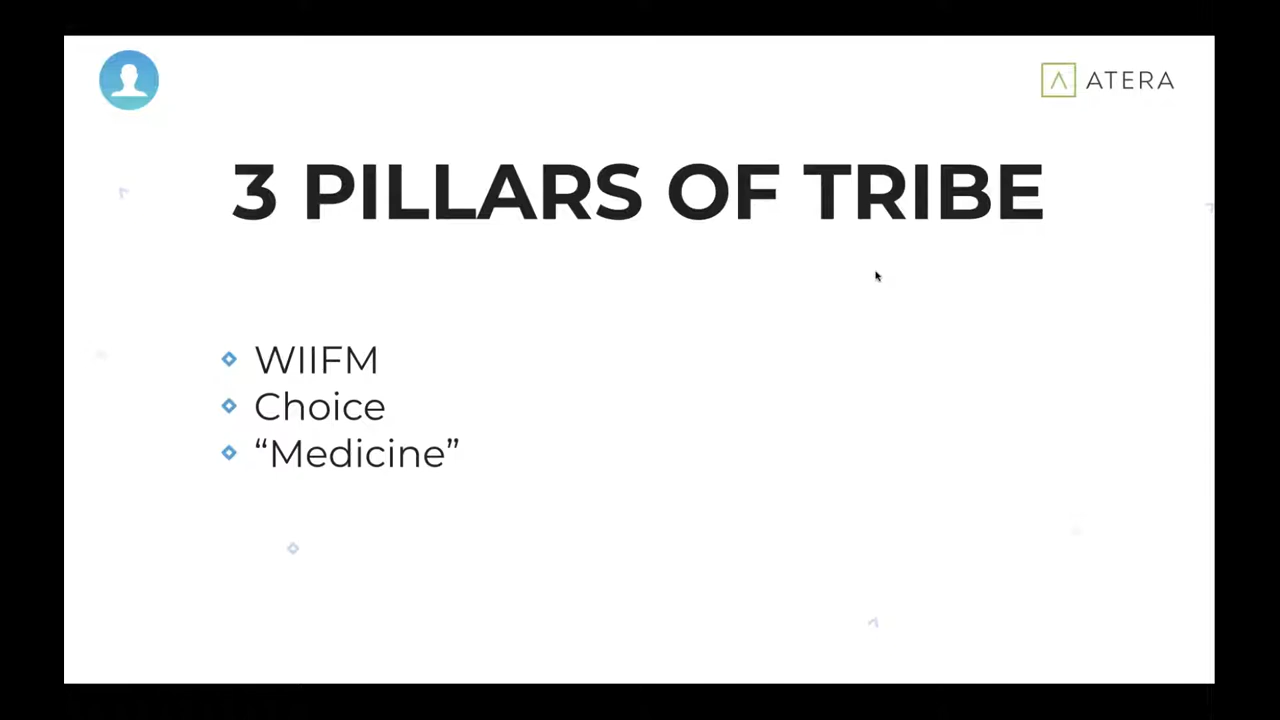 ATERA
3 PILLARS OF TRIBE
WIIFM
Choice
“Medicine”